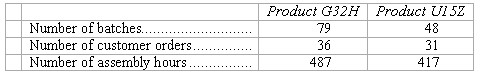 Product G32H Product U15Z
Number of batches............................ 79 48
Number of customer orders............... 36 31
Number of assembly hours................ 487 417